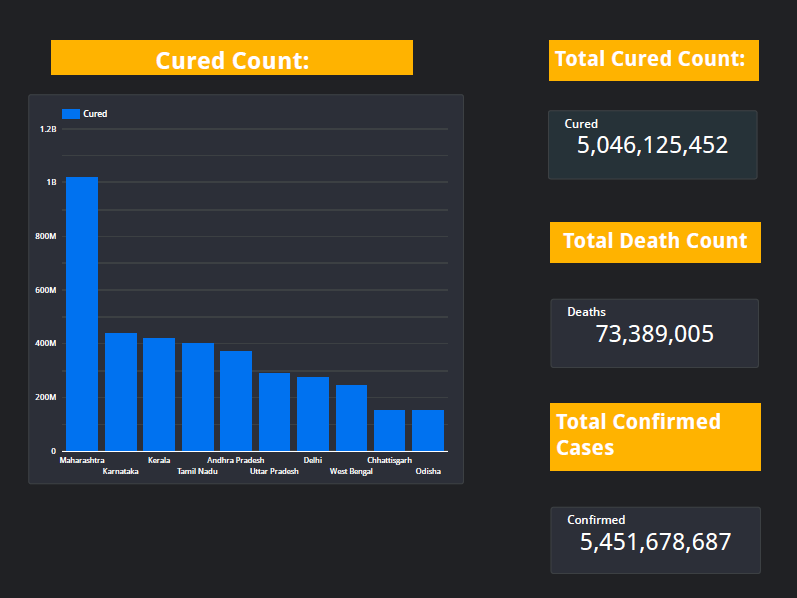 Cured Count:
Cured
1.2B
1B
800M
600M
400M
200M
0
Maharashtra
Karnataka
Kerala
Tamil Nadu
Andhra Pradesh
Uttar Pradesh
Delhi
West Bengal
Chhattisgarh
Odisha
Total Cured Count:
Cured
5,046,125,452
Total Death Count
Deaths
73,389,005
Total Confirmed
Cases
Confirmed
5,451,678,687